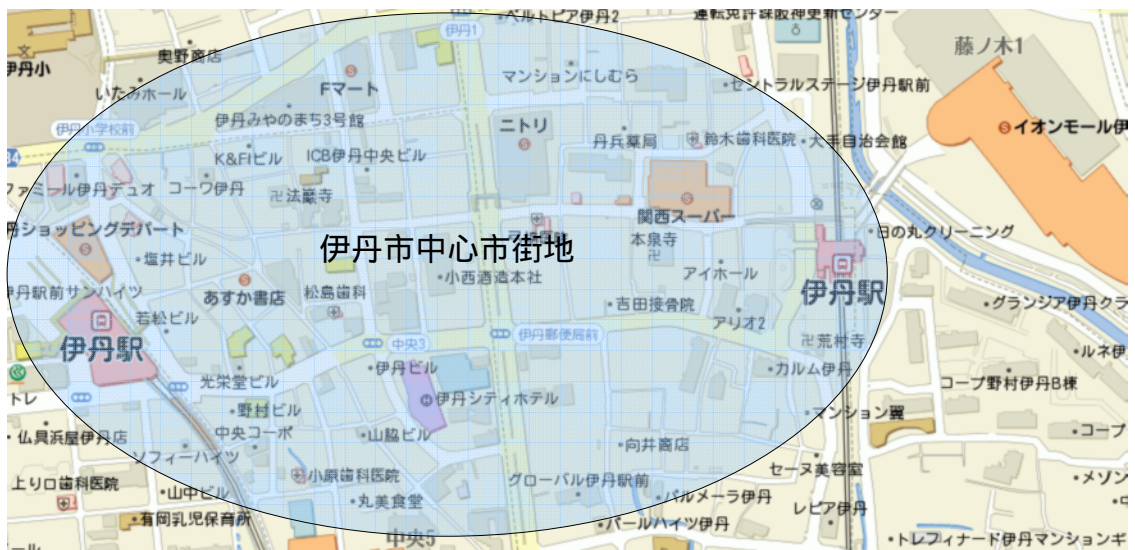 ベルトピア伊丹2
運転免許課阪神更新センター
伊丹1
藤ノ木1
奥野商店
伊丹小
マンションにしむら
いたみホール
Fマート
セントラルステージ伊丹駅前
伊丹みやのまち3号館
ニトリ
イオンモール伊
伊丹小学校前
丹兵薬局
鈴木歯科医院
大手自治会館
K&FIビル
ICB伊丹中央ビル
ファミール伊丹デュオ
コーワ伊丹
卍法巖寺
関西スーパー
丹ショッピングデパート
日の丸クリーニング
伊丹市中心市街地
本泉寺
卍
塩井ビル
小西酒造本社
アイホール
伊丹駅前サンハイツ
あすか書店
松島歯科
伊丹駅
吉田接骨院
グランジア伊丹クラ
若松ビル
アリオ2
伊丹駅
中央3
伊丹郵便局前
卍荒村寺
ルネ伊
伊丹ビル
カルム伊丹
光栄堂ビル
コープ野村伊丹B棟
トレ
伊丹シティホテル
野村ビル
マンション麗
仏具浜屋伊丹店
中央コーポ
山脇ビル
コープ
向井商店
ソフィーハイツ
セーヌ美容室
小原歯科医院
グローバル伊丹駅前
メゾン
上り口歯科医院
山中ビル
丸美食堂
パルメーラ伊丹
レピア伊丹
有岡乳児保育所
パールハイツ伊丹
中央5
トレフィナード伊丹マンションギ
ール